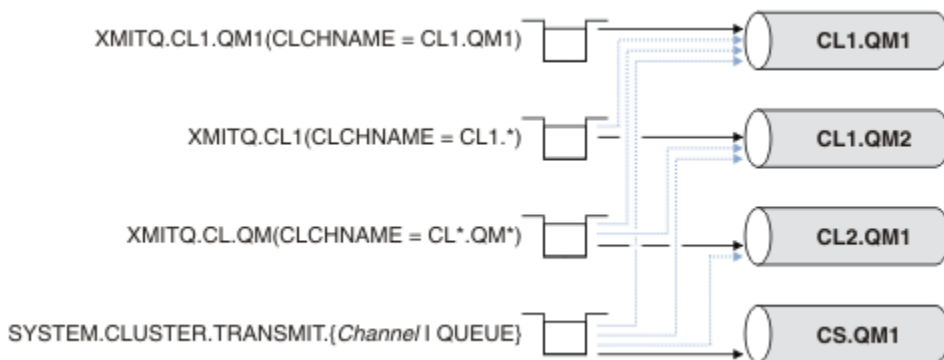 XMITQ.CL1.QM1(CLCHNAME = CL1.QM1)
CL1.QM1
XMITQ.CL1(CLCHNAME = CL1.*)
CL1.QM2
XMITQ.CL.QM(CLCHNAME = CL*.QM*)
CL2.QM1
SYSTEM.CLUSTER.TRANSMIT.{Channel I QUEUE}
CS.QM1